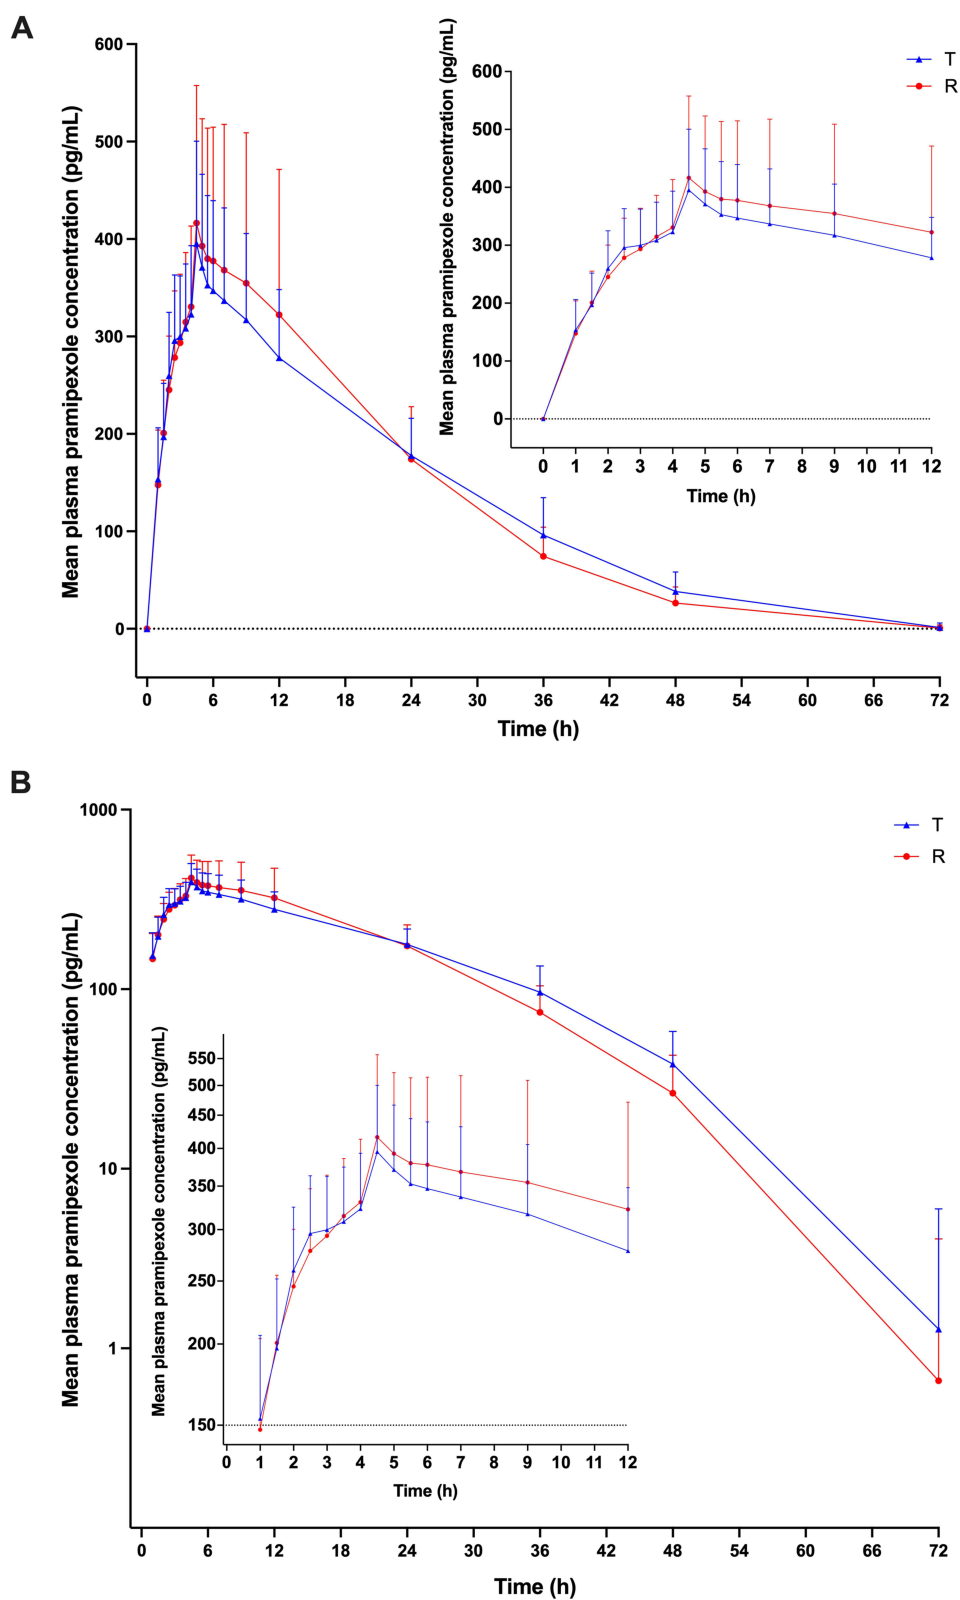 A
Mean plasma pramipexole concentration (pg/mL)
600
500
400
300
200
100
0
0 6 12 18 24 30 36 42 48 54 60 66 72
Time (h)
Mean plasma pramipexole concentration (pg/mL)
600
500
400
300
200
100
0
0 1 2 3 4 5 6 7 8 9 10 11 12
Time (h)
T
R
B
Mean plasma pramipexole concentration (pg/mL)
1000
100
10
1
0 6 12 18 24 30 36 42 48 54 60 66 72
Time (h)
Mean plasma pramipexole concentration (pg/mL)
550
500
450
400
350
300
250
200
150
0 1 2 3 4 5 6 7 8 9 10 11 12
Time (h)
T
R